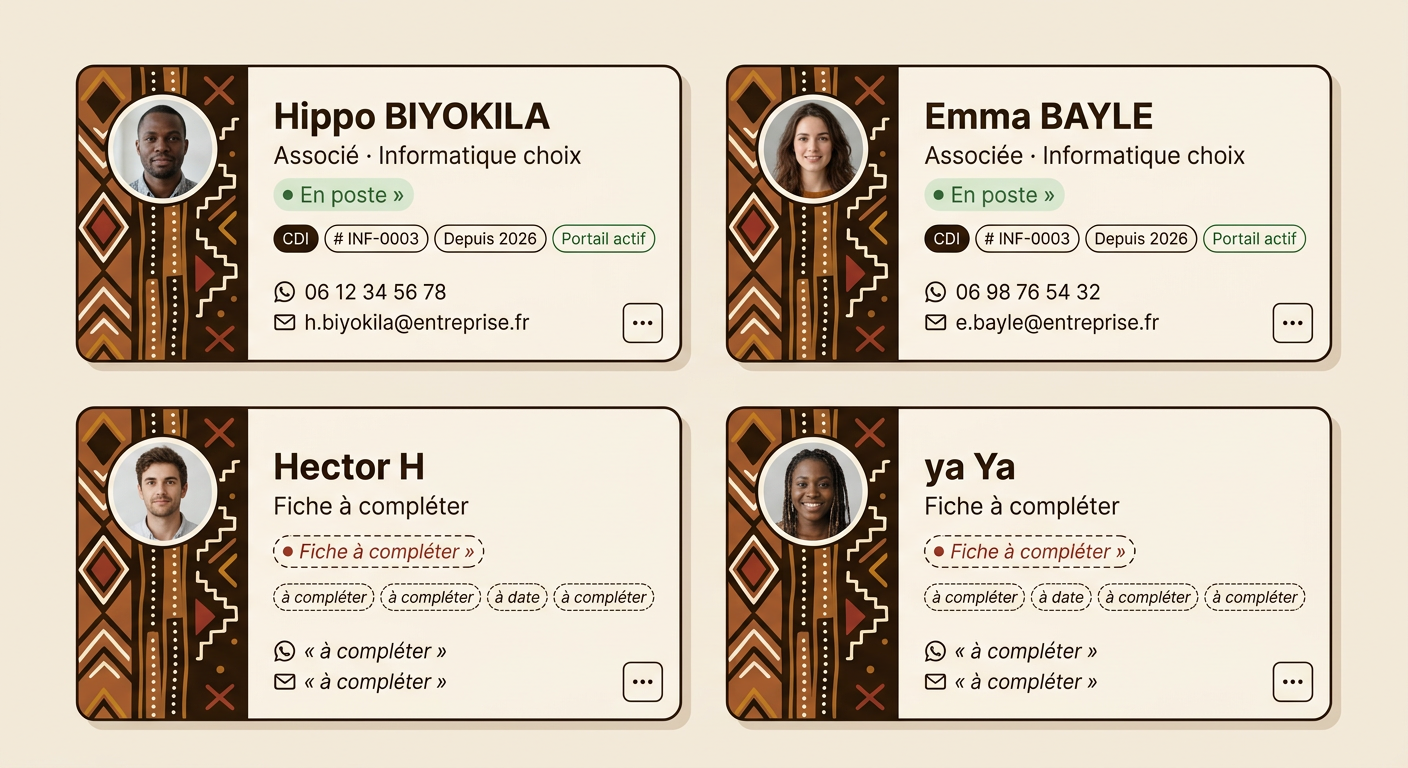 Hippo BIYOKILA
Associé · Informatique choix
En poste »
CDI # INF-0003 Depuis 2026 Portail actif
06 12 34 56 78
h.biyokila@entreprise.fr
Emma BAYLE
Associée · Informatique choix
En poste »
CDI # INF-0003 Depuis 2026 Portail actif
06 98 76 54 32
e.bayle@entreprise.fr
Hector H
Fiche à compléter
Fiche à compléter »
à compléter à compléter à date à compléter
« à compléter »
« à compléter »
ya Ya
Fiche à compléter
Fiche à compléter »
à compléter à date à compléter à compléter
« à compléter »
« à compléter »